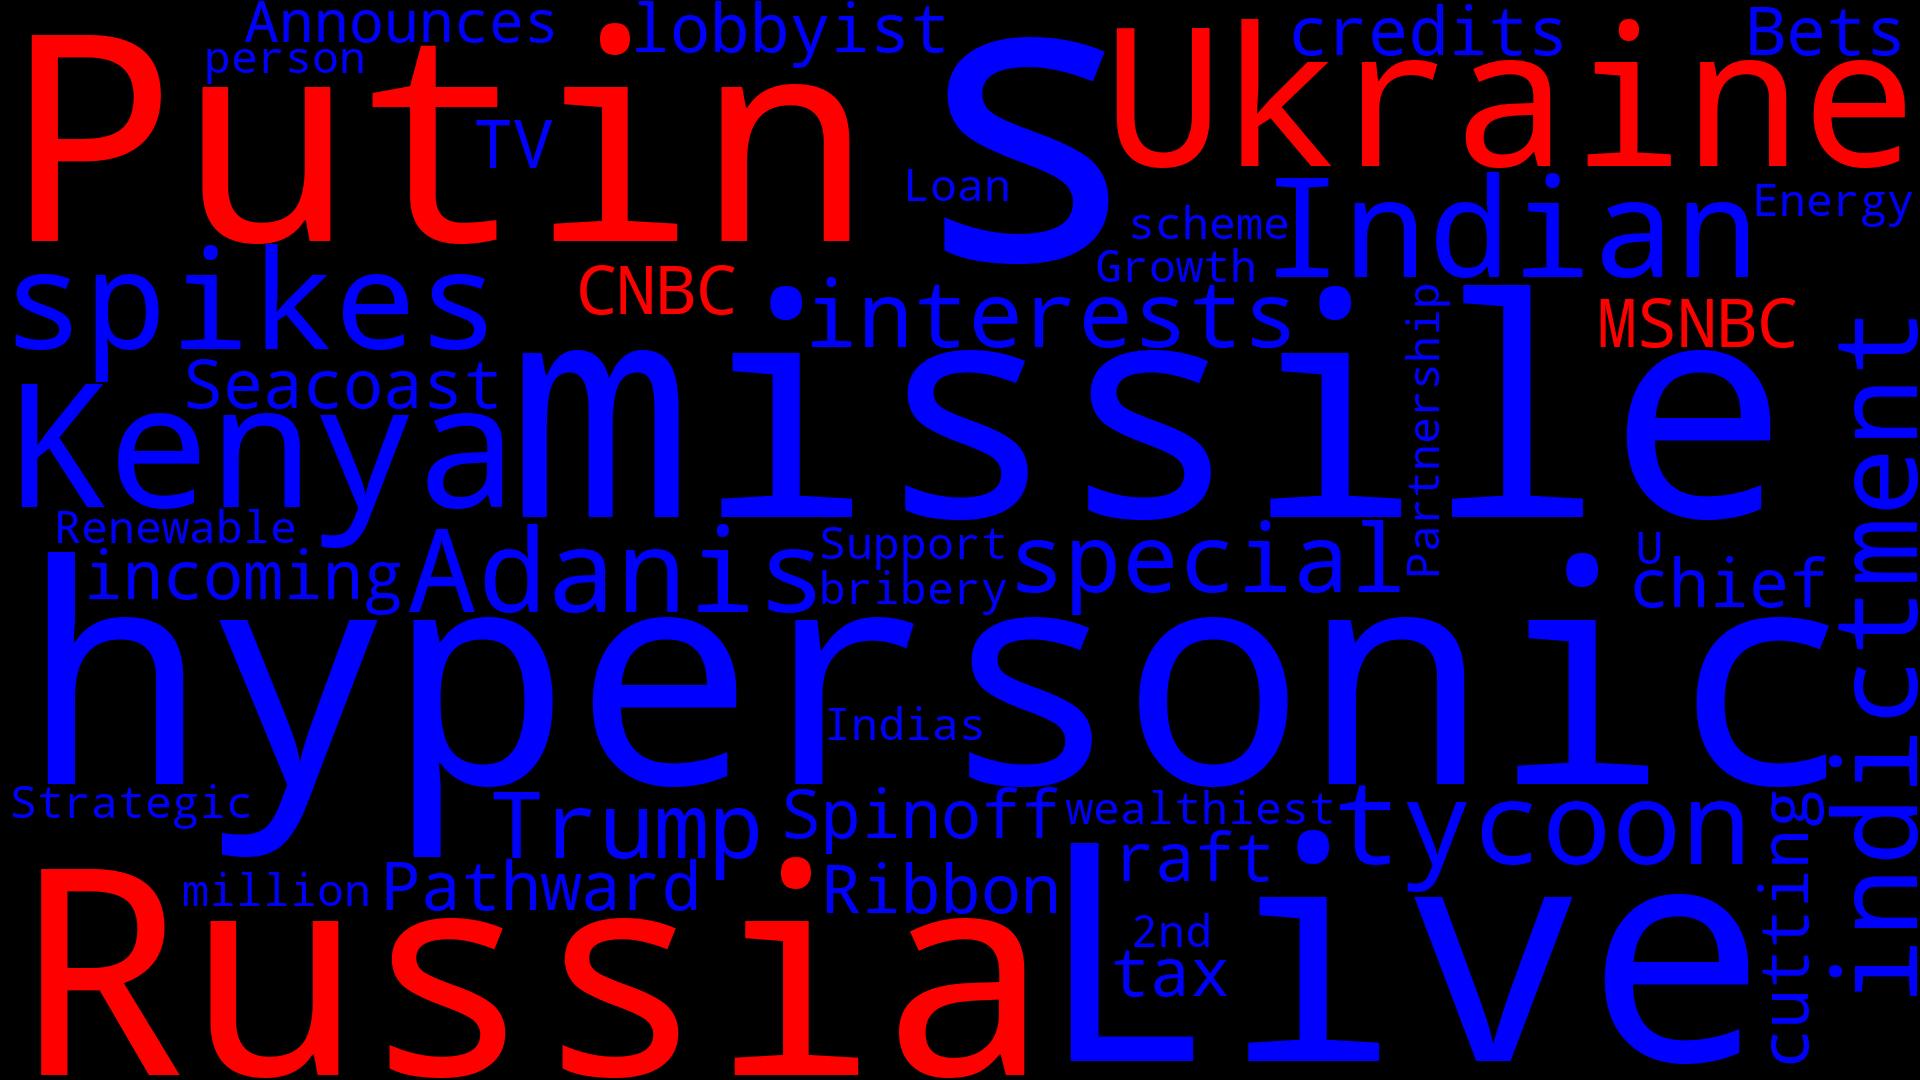 Announces
lobbyist
credits
Bets
person
Putin
s
Ukraine
TV
Loan
Indian
Energy
scheme
Growth
spikes
CNBC
interests
MSNBC
missile
Partnership
Seacoast
Kenya
Renewable
incoming
Adanis
Support
bribery
special
U
chief
indictment
hypersonic
Indias
Strategic
Trump
Spinoff
wealthiest
tycoon
cutting
raft
million
Pathward
Ribbon
Russia
Live
2nd
tax